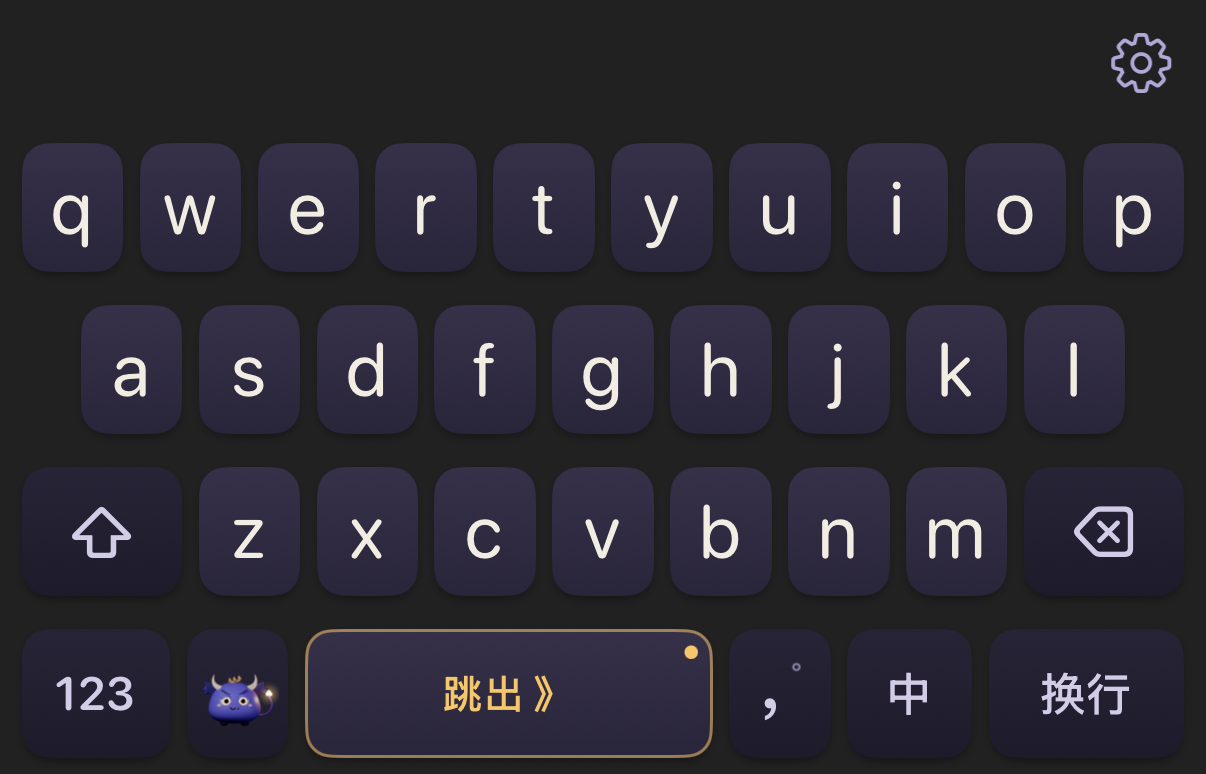 q w e r t y u i o p
a s d f g h j k l
z x c v b n m
123 跳出 》 ， 。 中 换行